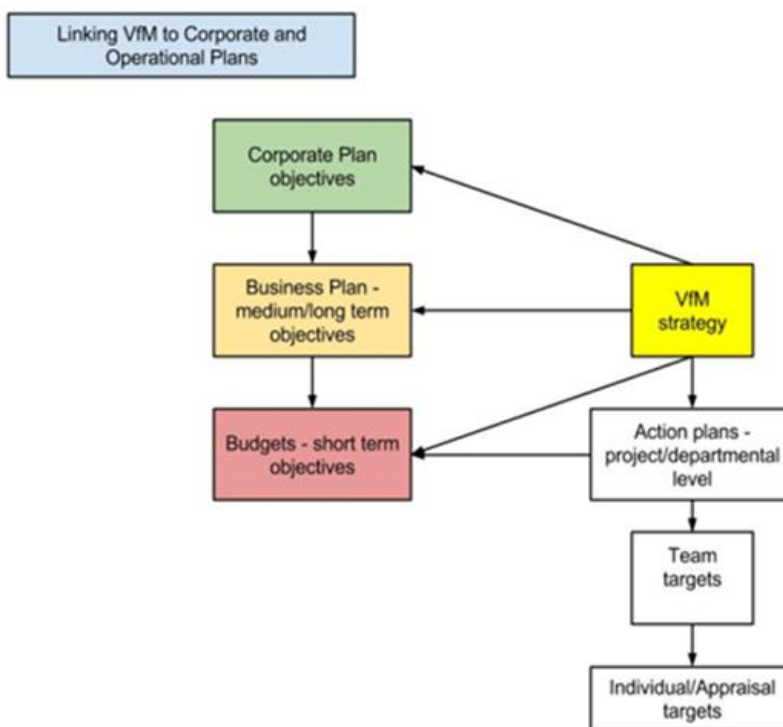 Linking VfM to Corporate and
Operational Plans
Corporate Plan
objectives
Business Plan -
medium/long term
objectives
VfM
strategy
Budgets - short term
objectives
Action plans -
project/departmental
level
Team
targets
Individual/Appraisal
targets